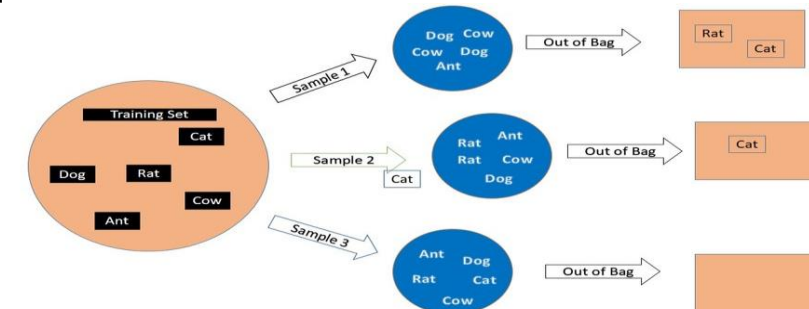 Training Set
Cat
Dog
Rat
Cow
Ant
Sample 1
Dog Cow
Cow Dog
Ant
Out of Bag
Rat
Cat
Sample 2
Cat
Rat Ant
Rat Cow
Dog
Out of Bag
Cat
Sample 3
Ant Dog
Rat Cat
Cow
Out of Bag